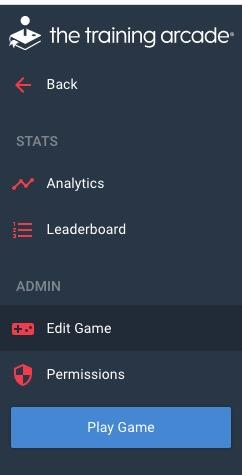 the training arcade®
Back
STATS
Analytics
Leaderboard
ADMIN
Edit Game
Permissions
Play Game